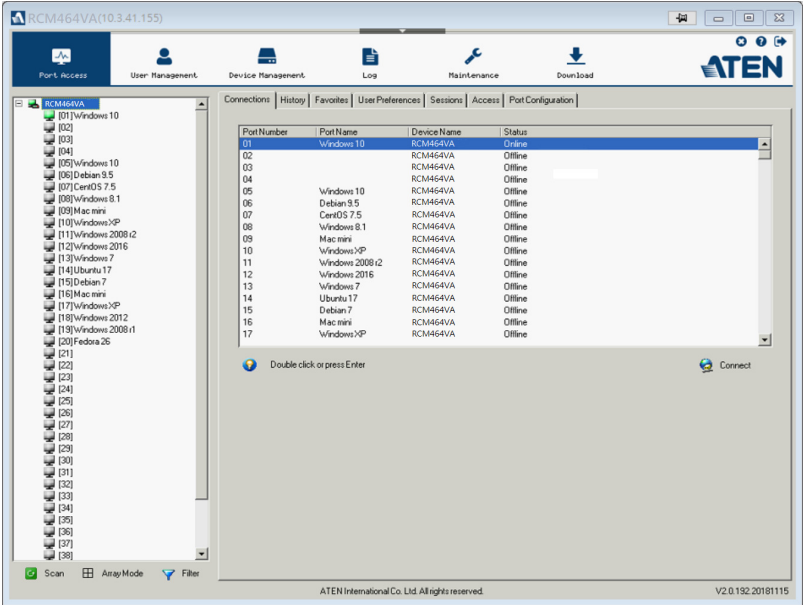 RCM464VA(10.3.41.155)
Port Access User Management Device Management Log Maintenance Download
ATEN
RCM464VA
[01]Windows 10
[02]
[03]
[04]
[05]Windows 10
[06]Debian 9.5
[07]CentOS 7.5
[08]Windows 8.1
[09]Mac mini
[10]Windows XP
[11]Windows 2008 r2
[12]Windows 2016
[13]Windows 7
[14]Ubuntu 17
[15]Debian 7
[16]Mac mini
[17]Windows XP
[18]Windows 2012
[19]Windows 2008 r1
[20]Fedora 26
[21]
[22]
[23]
[24]
[25]
[26]
[27]
[28]
[29]
[30]
[31]
[32]
[33]
[34]
[35]
[36]
[37]
[38]
Scan Array Mode Filter
Connections History Favorites User Preferences Sessions Access Port Configuration
Port Number Port Name Device Name Status
01 Windows 10 RCM464VA Online
02 RCM464VA Offline
03 RCM464VA Offline
04 RCM464VA Offline
05 Windows 10 RCM464VA Offline
06 Debian 9.5 RCM464VA Offline
07 CentOS 7.5 RCM464VA Offline
08 Windows 8.1 RCM464VA Offline
09 Mac mini RCM464VA Offline
10 Windows XP RCM464VA Offline
11 Windows 2008 r2 RCM464VA Offline
12 Windows 2016 RCM464VA Offline
13 Windows 7 RCM464VA Offline
14 Ubuntu 17 RCM464VA Offline
15 Debian 7 RCM464VA Offline
16 Mac mini RCM464VA Offline
17 Windows XP RCM464VA Offline
Double click or press Enter
Connect
ATEN International Co. Ltd. All rights reserved.
V2.0.192.20181115